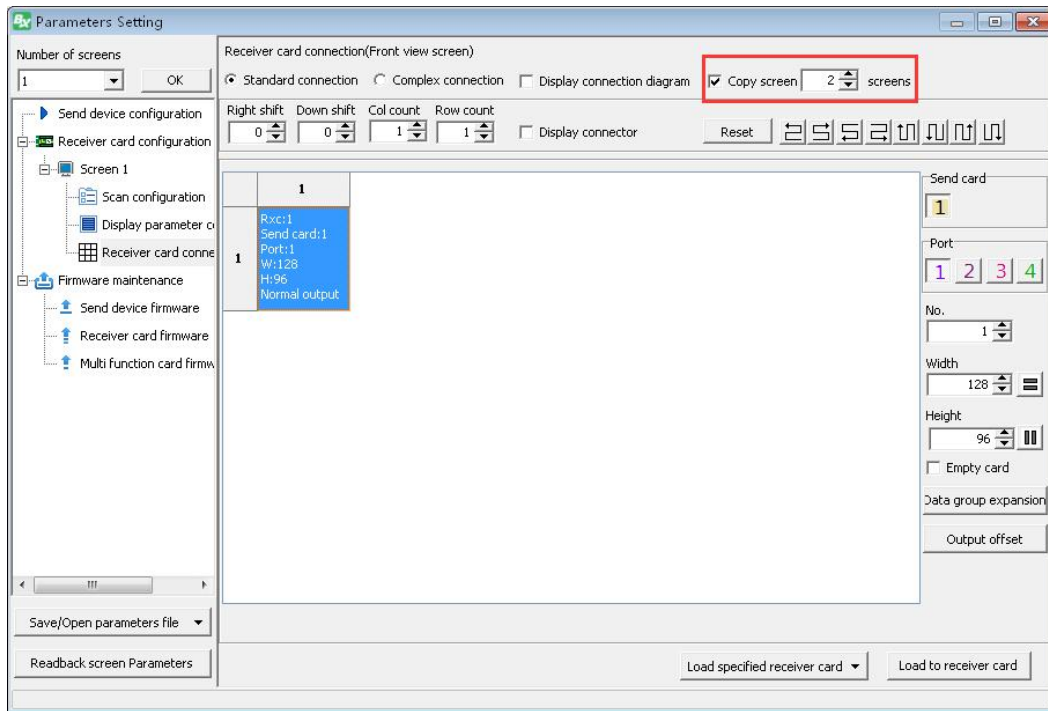 BX Parameters Setting
Number of screens
1 OK
Send device configuration
Receiver card configuration
Screen 1
Scan configuration
Display parameter c
Receiver card conne
Firmware maintenance
Send device firmware
Receiver card firmware
Multi function card firmw
Save/Open parameters file
Readback screen Parameters
Receiver card connection(Front view screen)
Standard connection Complex connection Display connection diagram Copy screen 2 screens
Right shift Down shift Col count Row count
0 0 1 1 Display connector Reset
1
1
Rxc:1
Send card:1
Port:1
W:128
H:96
Normal output
Send card
1
Port
1 2 3 4
No.
1
Width
128
Height
96
Empty card
Data group expansion
Output offset
Load specified receiver card Load to receiver card